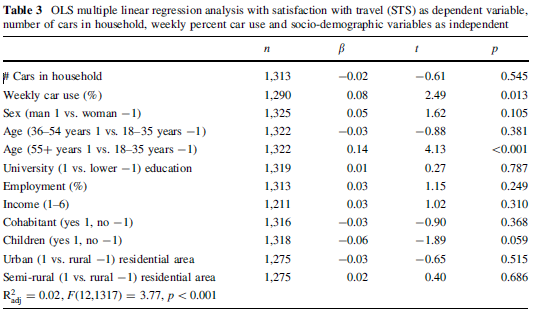 Table 3 OLS multiple linear regression analysis with satisfaction with travel (STS) as dependent variable,
number of cars in household, weekly percent car use and socio-demographic variables as independent
n β t p
# Cars in household 1,313 −0.02 −0.61 0.545
Weekly car use (%) 1,290 0.08 2.49 0.013
Sex (man 1 vs. woman −1) 1,325 0.05 1.62 0.105
Age (36–54 years 1 vs. 18–35 years −1) 1,322 −0.03 −0.88 0.381
Age (55+ years 1 vs. 18–35 years −1) 1,322 0.14 4.13 <0.001
University (1 vs. lower −1) education 1,319 0.01 0.27 0.787
Employment (%) 1,313 0.03 1.15 0.249
Income (1–6) 1,211 0.03 1.02 0.310
Cohabitant (yes 1, no −1) 1,316 −0.03 −0.90 0.368
Children (yes 1, no −1) 1,318 −0.06 −1.89 0.059
Urban (1 vs. rural −1) residential area 1,275 −0.03 −0.65 0.515
Semi-rural (1 vs. rural −1) residential area 1,275 0.02 0.40 0.686
R²adj = 0.02, F(12,1317) = 3.77, p < 0.001